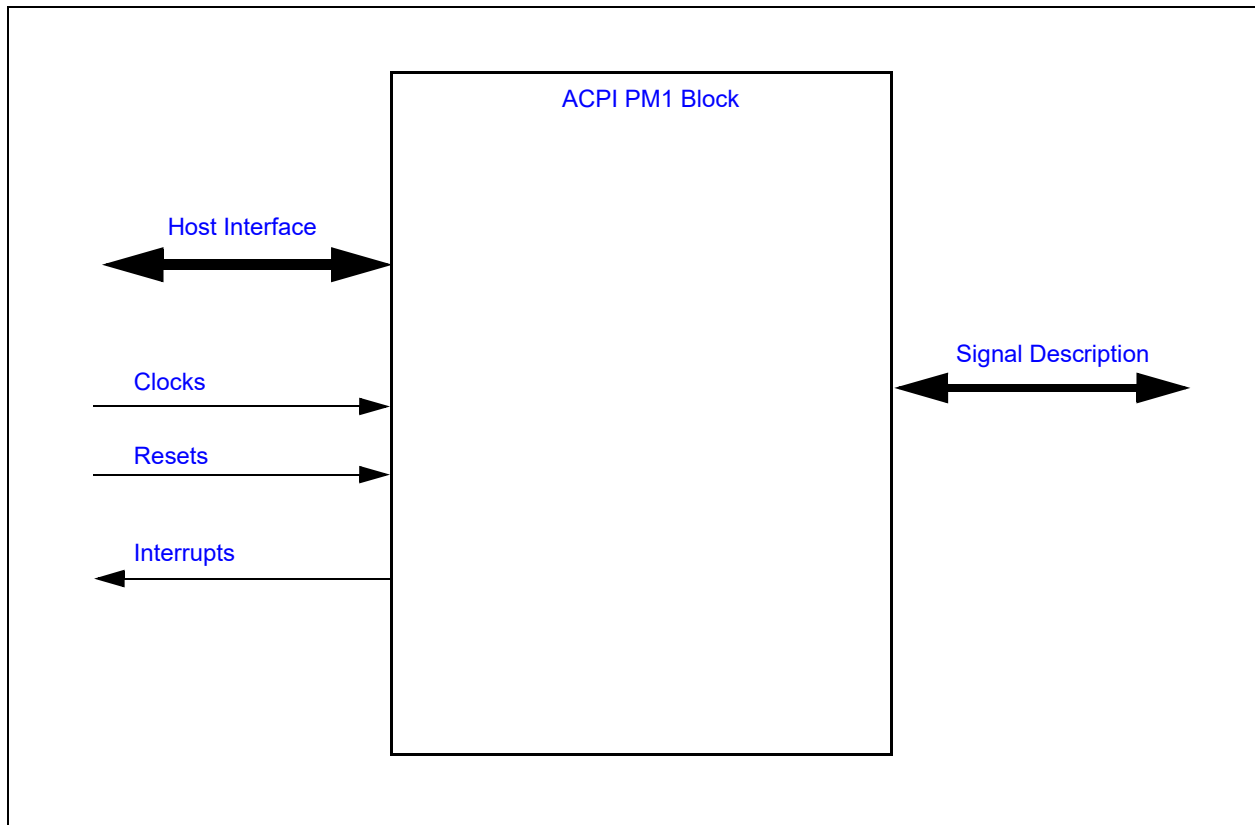 ACPI PM1 Block
Host Interface
Signal Description
Clocks
Resets
Interrupts